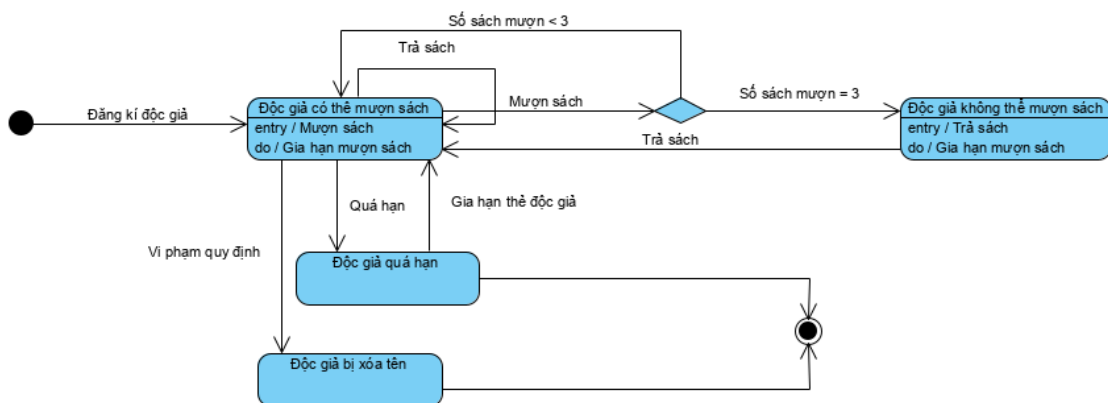 Số sách mượn < 3
Trả sách
Đăng kí độc giả
Độc giả có thể mượn sách
entry / Mượn sách
do / Gia hạn mượn sách
Mượn sách
Số sách mượn = 3
Độc giả không thể mượn sách
entry / Trả sách
do / Gia hạn mượn sách
Trả sách
Quá hạn
Gia hạn thẻ độc giả
Vi phạm quy định
Độc giả quá hạn
Độc giả bị xóa tên